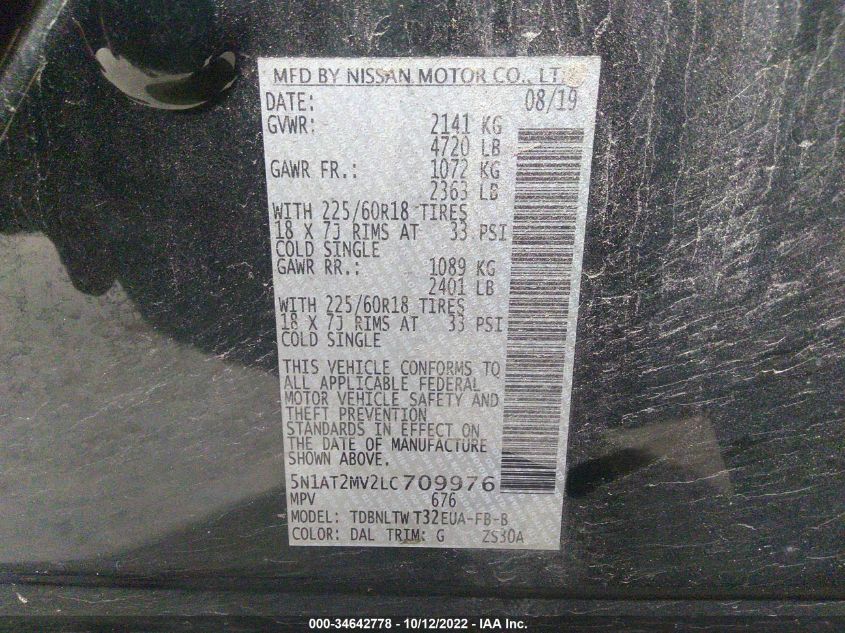 MFD BY NISSAN MOTOR CO., LT
DATE: 08/19
GVWR: 2141 KG
4720 LB
GAWR FR.: 1072 KG
2363 LB
WITH 225/60R18 TIRES
18 X 7J RIMS AT 33 PSI
COLD SINGLE
GAWR RR.: 1089 KG
2401 LB
WITH 225/60R18 TIRES
18 X 7J RIMS AT 33 PSI
COLD SINGLE
THIS VEHICLE CONFORMS TO
ALL APPLICABLE FEDERAL
MOTOR VEHICLE SAFETY AND
THEFT PREVENTION
STANDARDS IN EFFECT ON
THE DATE OF MANUFACTURE
SHOWN ABOVE.
5N1AT2MV2LC709976
MPV 676
MODEL: TDBNLTW T32EUA-FB-B
COLOR: DAL TRIM: G ZS30A
000-34642778 - 10/12/2022 - IAA Inc.